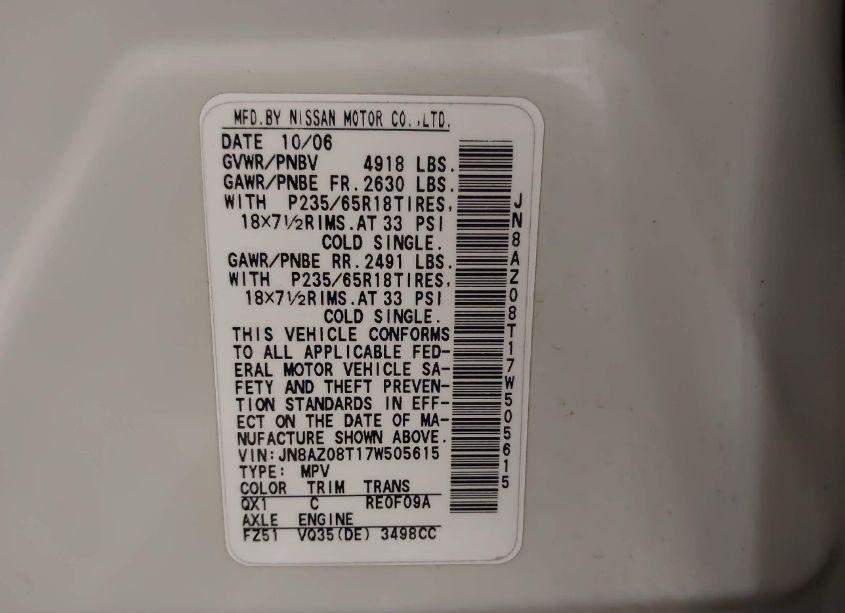 MFD.BY NISSAN MOTOR CO.,LTD.
DATE 10/06
GVWR/PNBV 4918 LBS.
GAWR/PNBE FR.2630 LBS.
WITH P235/65R18TIRES,
18×7½RIMS.AT 33 PSI
COLD SINGLE.
GAWR/PNBE RR.2491 LBS.
WITH P235/65R18TIRES,
18×7½RIMS.AT 33 PSI
COLD SINGLE.
THIS VEHICLE CONFORMS
TO ALL APPLICABLE FED-
ERAL MOTOR VEHICLE SA-
FETY AND THEFT PREVEN-
TION STANDARDS IN EFF-
ECT ON THE DATE OF MA-
NUFACTURE SHOWN ABOVE.
VIN:JN8AZ08T17W505615
TYPE: MPV
COLOR TRIM TRANS
QX1 C RE0F09A
AXLE ENGINE
FZ51 VQ35(DE) 3498CC
JN8AZ08T17W505615